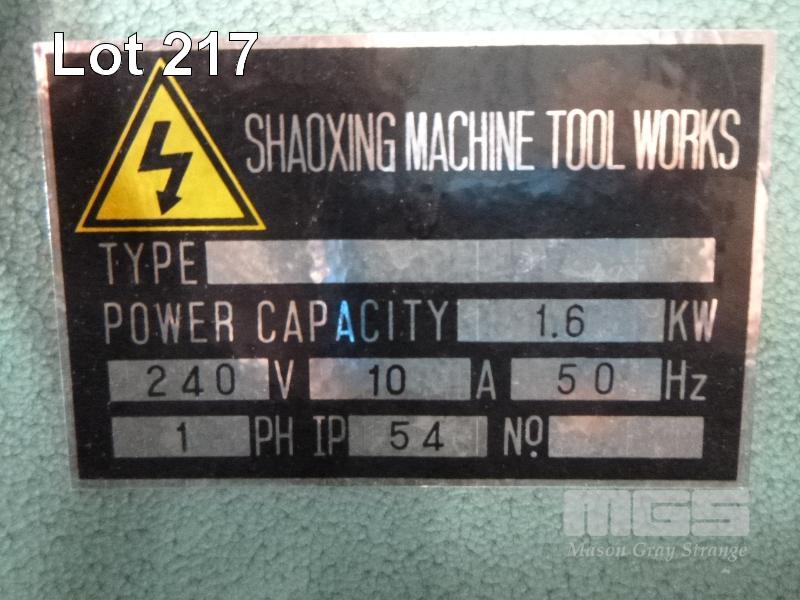 Lot 217
SHAOXING MACHINE TOOL WORKS
TYPE
POWER CAPACITY 1.6 KW
240 V 10 A 50 Hz
1 PH IP 54 Nº
MGS
Mason Gray Strange